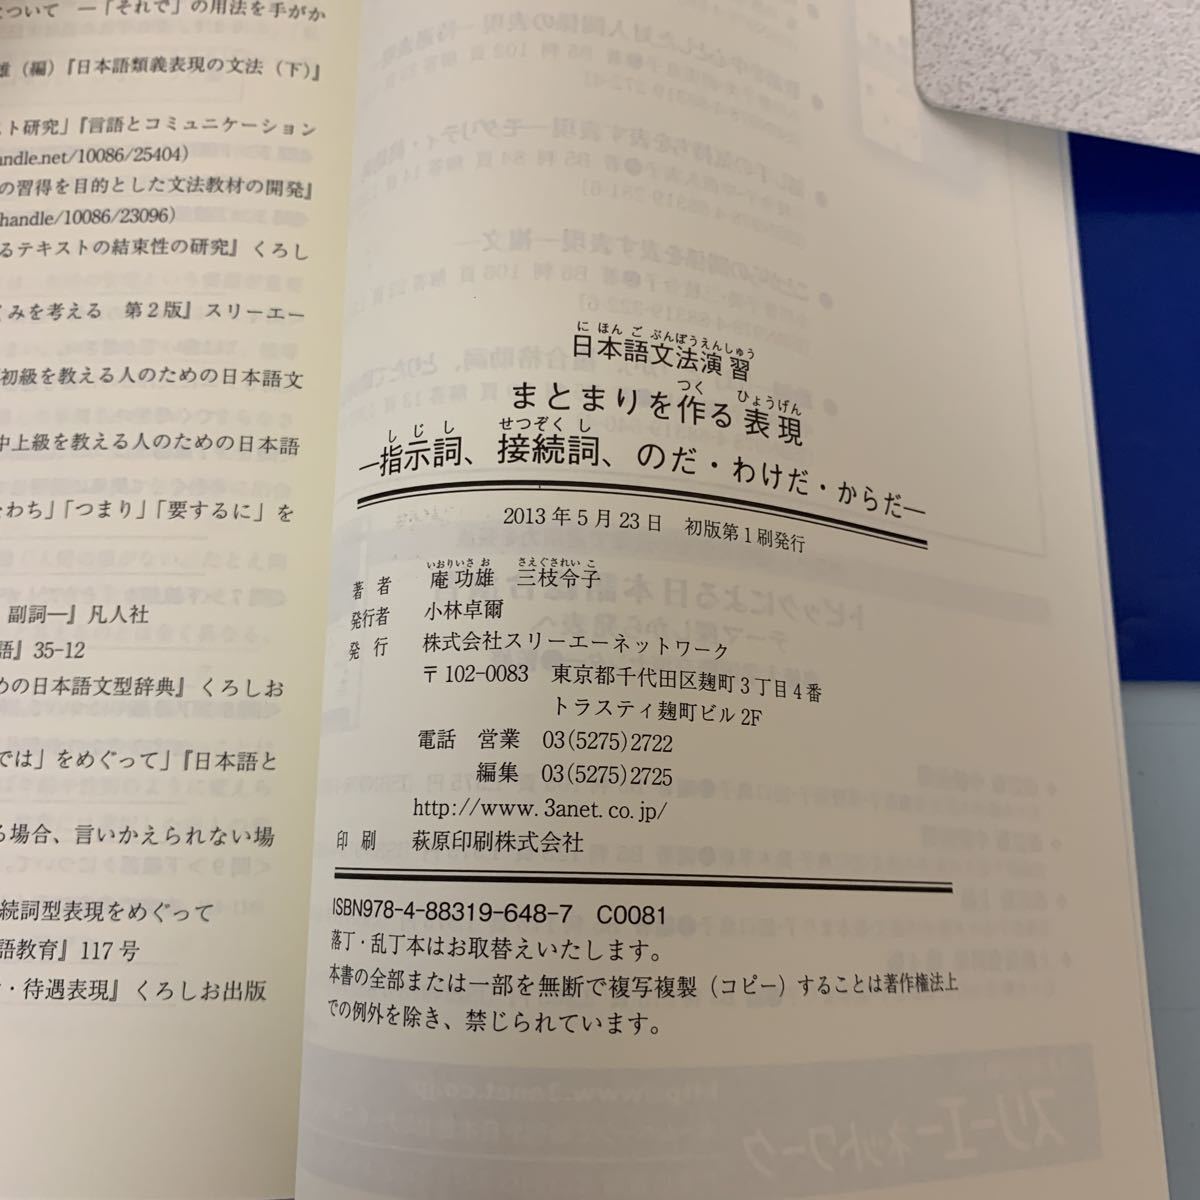 について —「それで」の用法を手がか
雄（編）『日本語類義表現の文法（下）』
スト研究」『言語とコミュニケーション
handle.net/10086/25404)
の習得を目的とした文法教材の開発』
handle/10086/23096)
るテキストの結束性の研究』くろし
くみを考える 第2版』スリーエー
初級を教える人のための日本語文
中上級を教える人のための日本語
をわち」「つまり」「要するに」を
副詞—』凡人社
語』35-12
めの日本語文型辞典』くろしお
では」をめぐって」『日本語と
る場合、言いかえられない場
続詞型表現をめぐって
語教育』117号
・待遇表現』くろしお出版
に ほん ご ぶんぽうえんしゅう
日本語文法演習
つく ひょうげん
まとまりを作る表現
しじし せつぞくし
—指示詞、接続詞、のだ・わけだ・からだ—
2013年5月23日 初版第1刷発行
いおりいさ お さえぐされい こ
著者 庵功雄 三枝令子
発行者 小林卓爾
発行 株式会社スリーエーネットワーク
〒102-0083 東京都千代田区麹町3丁目4番
トラスティ麹町ビル2F
電話 営業 03(5275)2722
編集 03(5275)2725
http://www.3anet.co.jp/
印刷 萩原印刷株式会社
ISBN978-4-88319-648-7 C0081
落丁・乱丁本はお取替えいたします。
本書の全部または一部を無断で複写複製（コピー）することは著作権法上
での例外を除き、禁じられています。